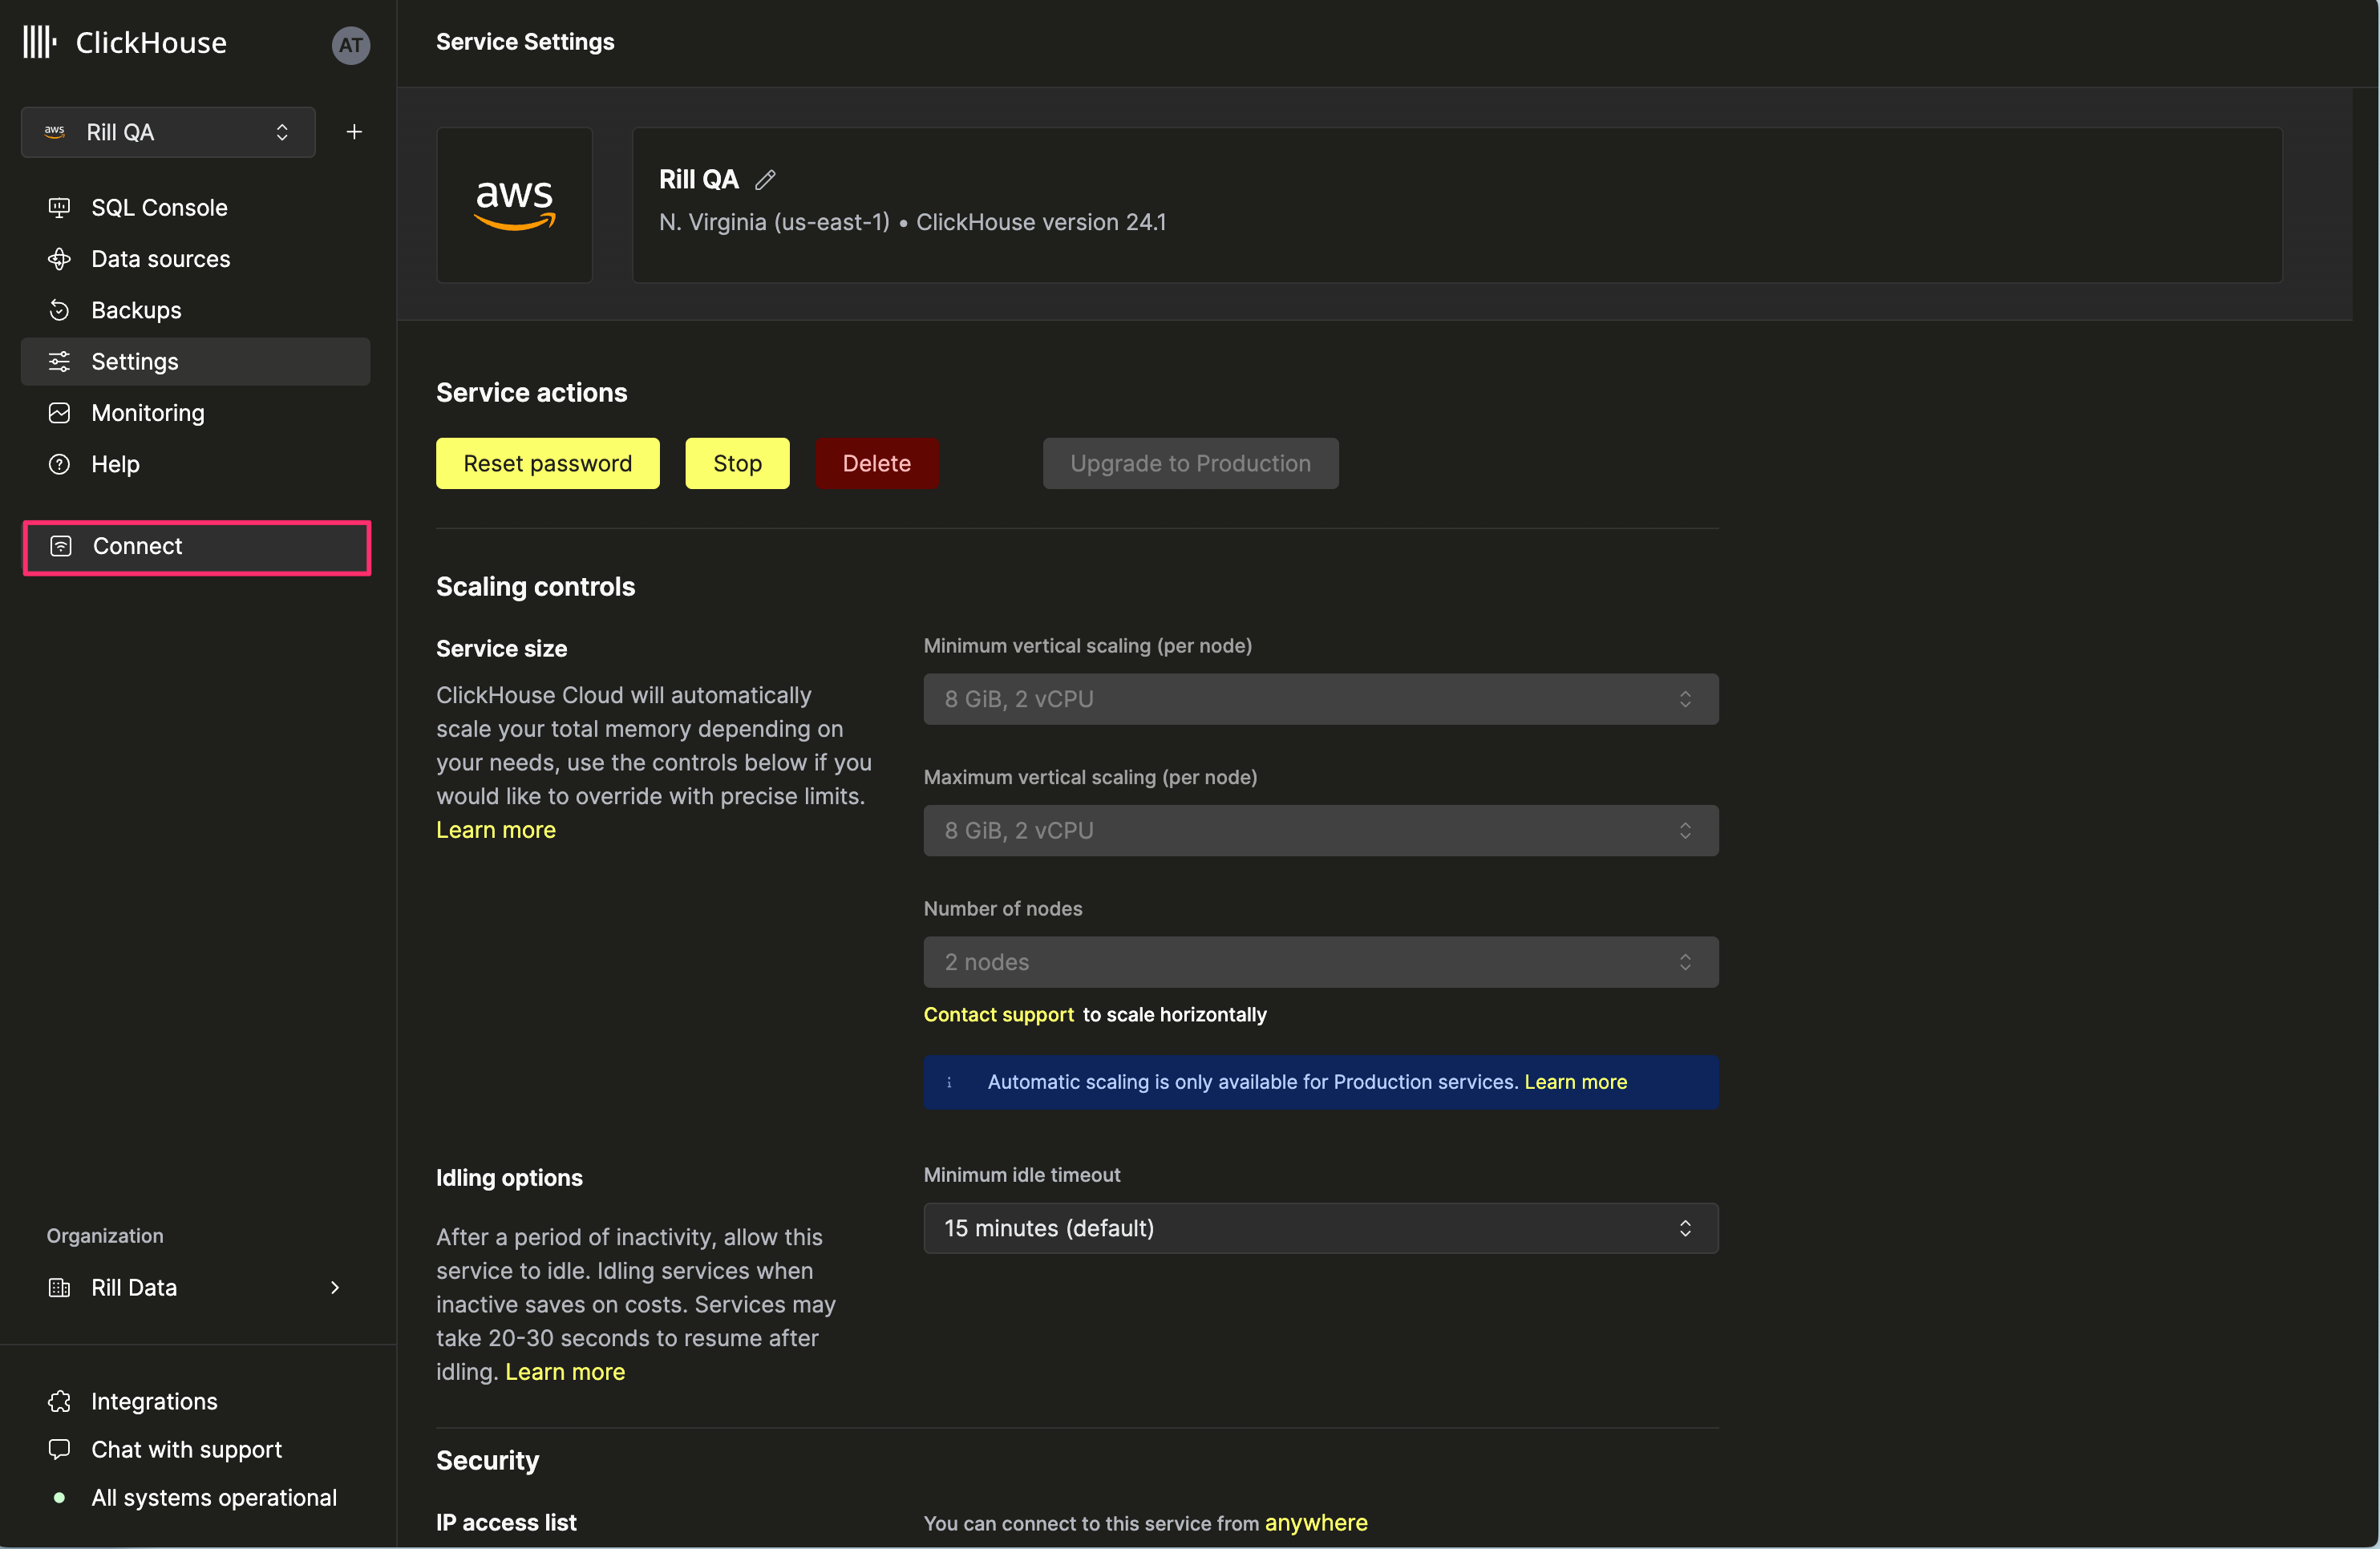 ClickHouse
AT
aws
Rill QA
SQL Console
Data sources
Backups
Settings
Monitoring
Help
Connect
Organization
Rill Data
Integrations
Chat with support
All systems operational
Service Settings
aws
Rill QA
N. Virginia (us-east-1) • ClickHouse version 24.1
Service actions
Reset password
Stop
Delete
Upgrade to Production
Scaling controls
Service size
ClickHouse Cloud will automatically
scale your total memory depending on
your needs, use the controls below if you
would like to override with precise limits.
Learn more
Minimum vertical scaling (per node)
8 GiB, 2 vCPU
Maximum vertical scaling (per node)
8 GiB, 2 vCPU
Number of nodes
2 nodes
Contact support to scale horizontally
Automatic scaling is only available for Production services. Learn more
Idling options
After a period of inactivity, allow this
service to idle. Idling services when
inactive saves on costs. Services may
take 20-30 seconds to resume after
idling. Learn more
Minimum idle timeout
15 minutes (default)
Security
IP access list
You can connect to this service from anywhere